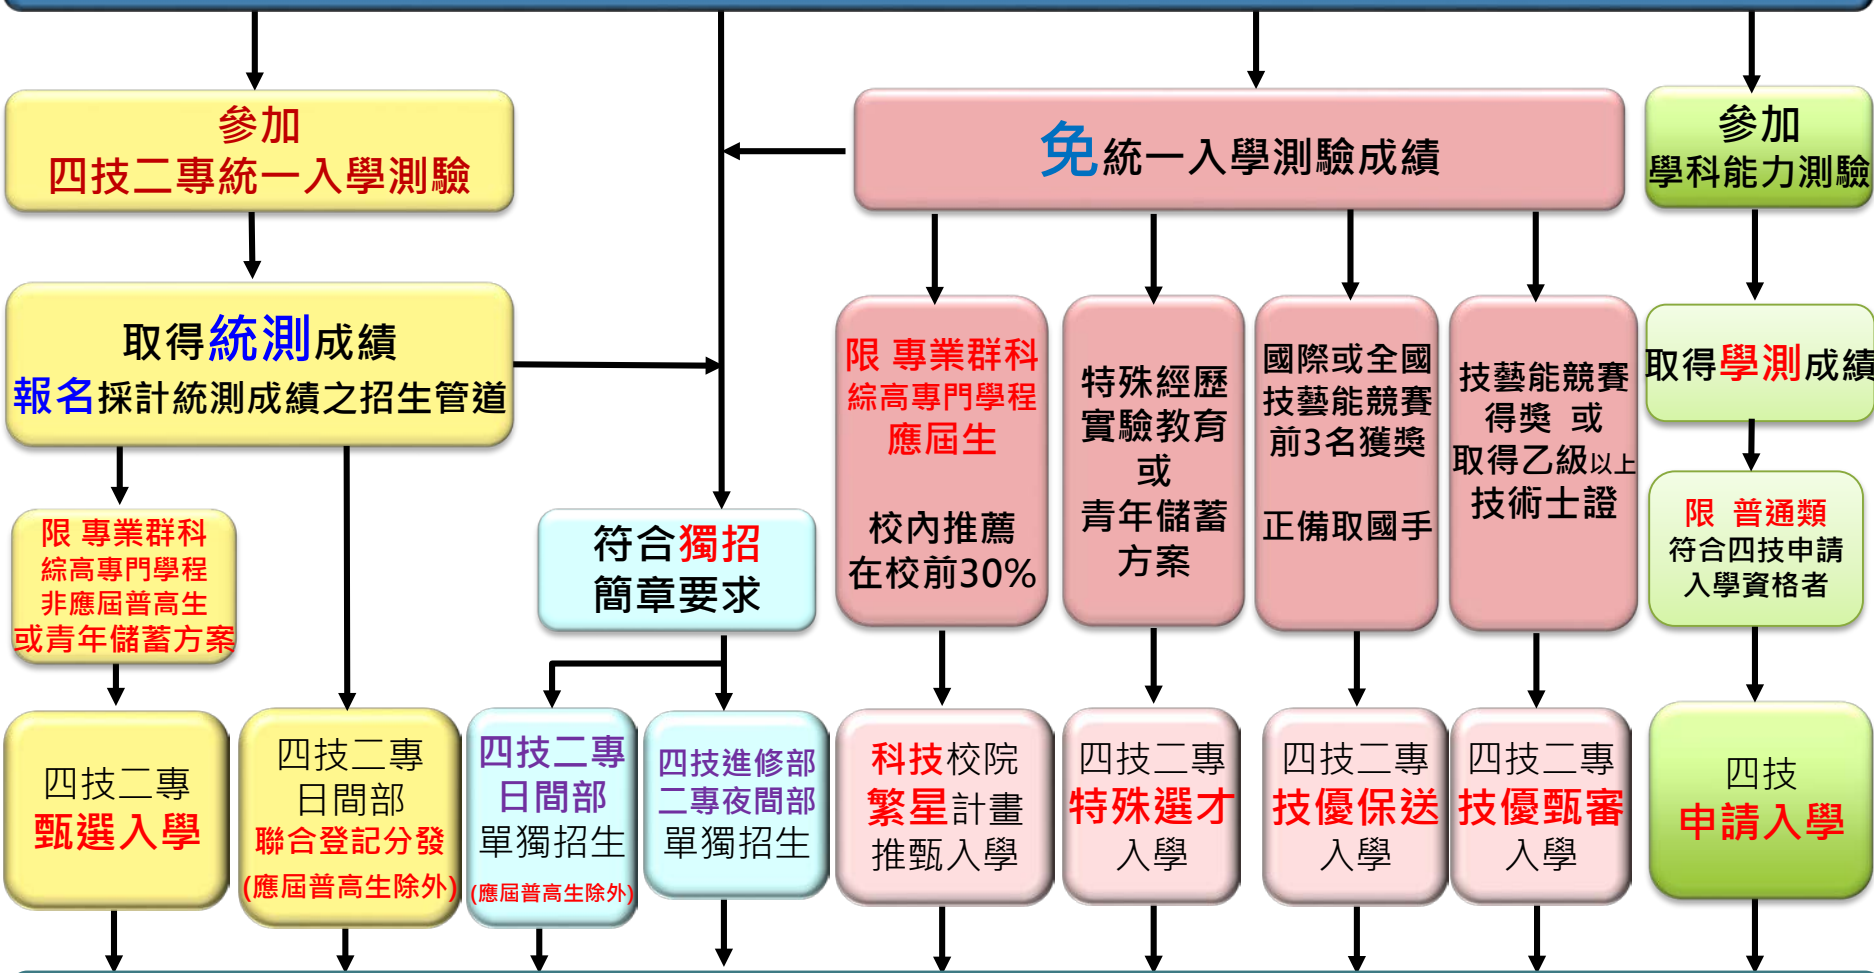 參加
四技二專統一入學測驗
免統一入學測驗成績
參加
學科能力測驗
取得統測成績
報名採計統測成績之招生管道
限 專業群科
綜高專門學程
應屆生
校內推薦
在校前30%
特殊經歷
實驗教育
或
青年儲蓄
方案
國際或全國
技藝能競賽
前3名獲獎
正備取國手
技藝能競賽
得獎 或
取得乙級以上
技術士證
取得學測成績
限 專業群科
綜高專門學程
非應屆普高生
或青年儲蓄方案
符合獨招
簡章要求
限 普通類
符合四技申請
入學資格者
四技二專
甄選入學
四技二專
日間部
聯合登記分發
(應屆普高生除外)
四技二專
日間部
單獨招生
(應屆普高生除外)
四技進修部
二專夜間部
單獨招生
科技校院
繁星計畫
推甄入學
四技二專
特殊選才
入學
四技二專
技優保送
入學
四技二專
技優甄審
入學
四技
申請入學